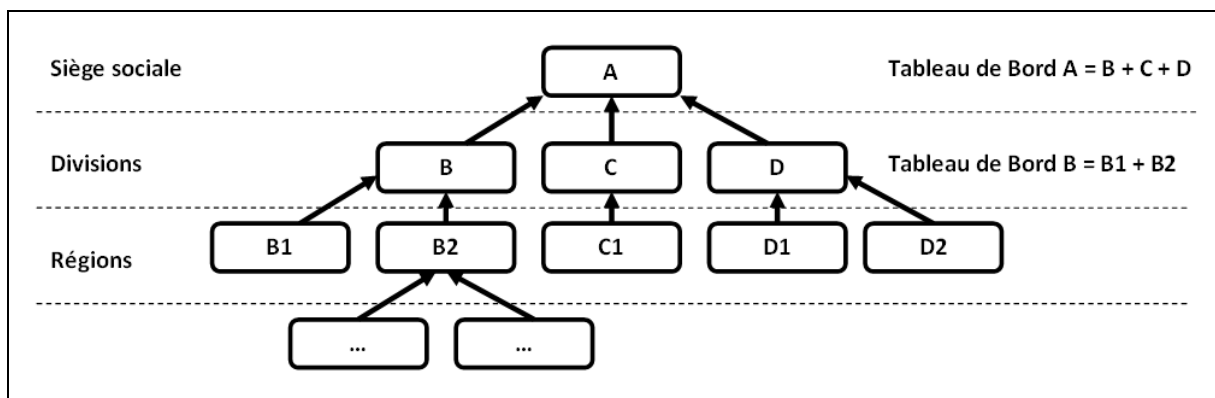 Siège sociale
A
Tableau de Bord A = B + C + D
Divisions
B
C
D
Tableau de Bord B = B1 + B2
Régions
B1
B2
C1
D1
D2
...
...